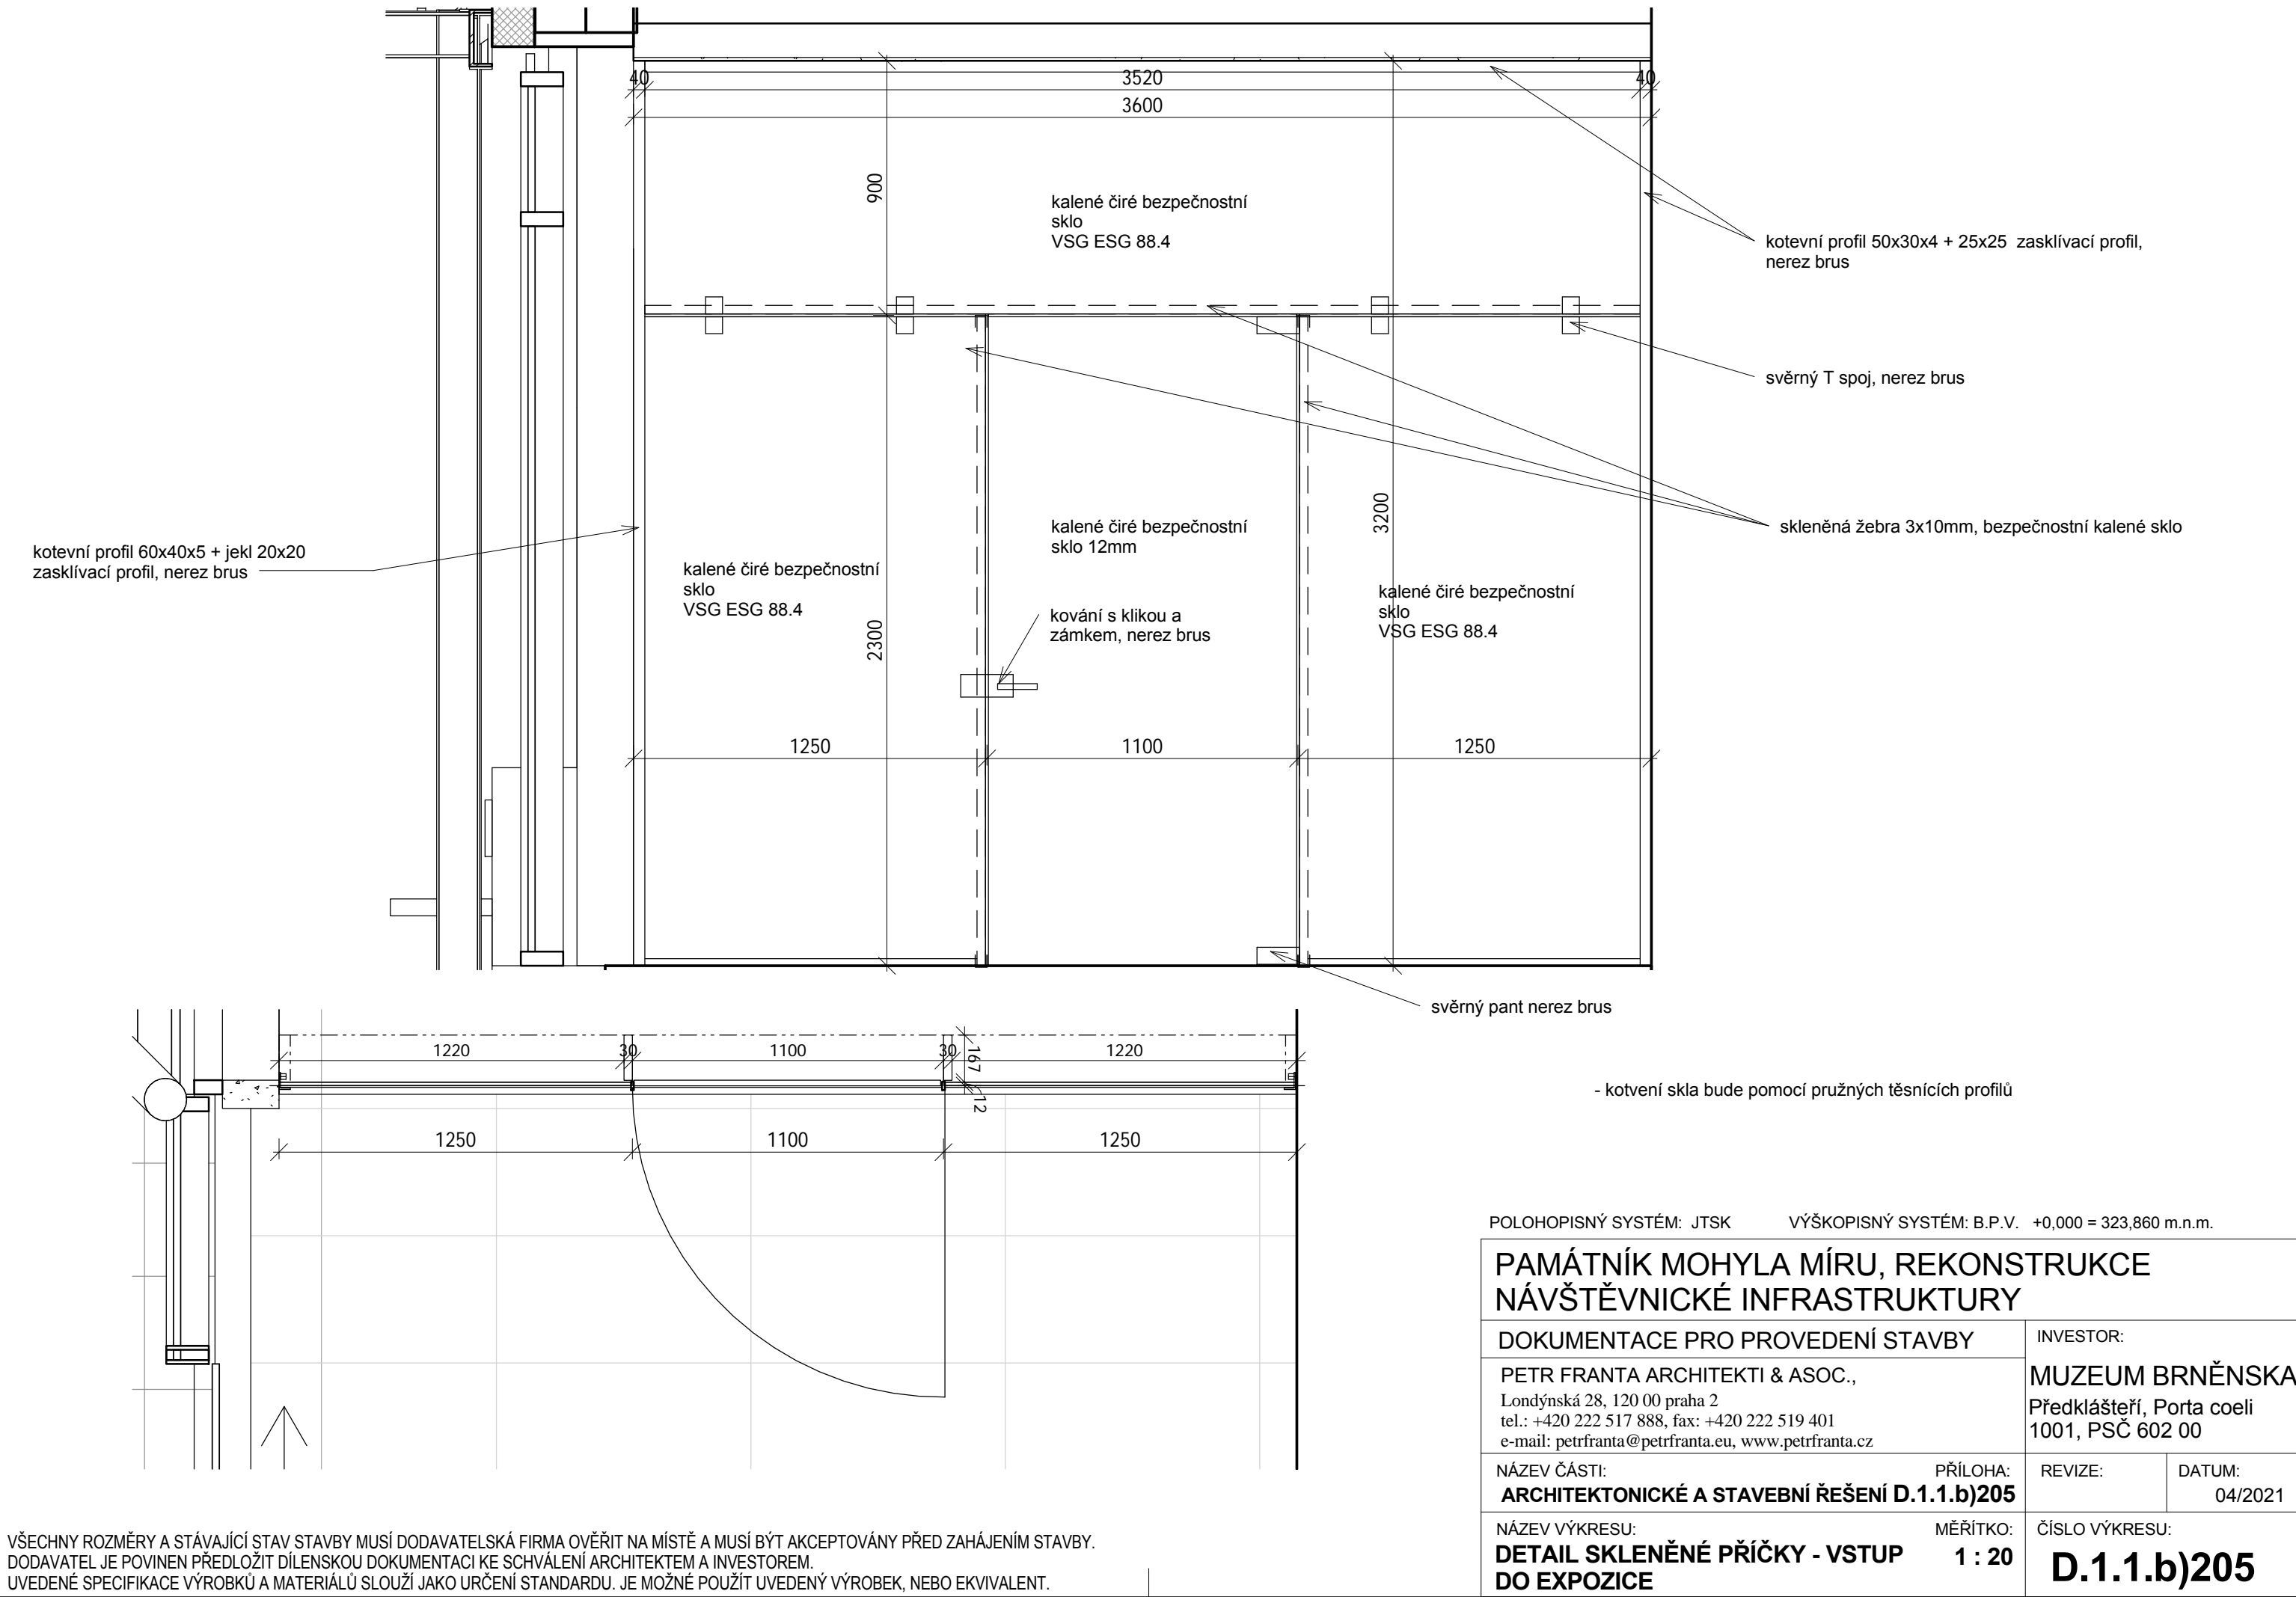 40
3520
40
3600
900
kalené čiré bezpečnostní
sklo
VSG ESG 88.4
kotevní profil 50x30x4 + 25x25 zasklívací profil,
nerez brus
svěrný T spoj, nerez brus
3200
kalené čiré bezpečnostní
sklo 12mm
skleněná žebra 3x10mm, bezpečnostní kalené sklo
kotevní profil 60x40x5 + jekl 20x20
zasklívací profil, nerez brus
kalené čiré bezpečnostní
sklo
VSG ESG 88.4
kalené čiré bezpečnostní
sklo
VSG ESG 88.4
kování s klikou a
zámkem, nerez brus
2300
1250
1100
1250
svěrný pant nerez brus
1220
30
1100
30
167
1220
12
- kotvení skla bude pomocí pružných těsnících profilů
1250
1100
1250
POLOHOPISNÝ SYSTÉM: JTSK VÝŠKOPISNÝ SYSTÉM: B.P.V. +0,000 = 323,860 m.n.m.
PAMÁTNÍK MOHYLA MÍRU, REKONSTRUKCE
NÁVŠTĚVNICKÉ INFRASTRUKTURY
DOKUMENTACE PRO PROVEDENÍ STAVBY
INVESTOR:
PETR FRANTA ARCHITEKTI & ASOC.,
Londýnská 28, 120 00 praha 2
tel.: +420 222 517 888, fax: +420 222 519 401
e-mail: petrfranta@petrfranta.eu, www.petrfranta.cz
MUZEUM BRNĚNSKA
Předklášteří, Porta coeli
1001, PSČ 602 00
NÁZEV ČÁSTI: PŘÍLOHA:
ARCHITEKTONICKÉ A STAVEBNÍ ŘEŠENÍ D.1.1.b)205
REVIZE:
DATUM:
04/2021
NÁZEV VÝKRESU: MĚŘÍTKO:
DETAIL SKLENĚNÉ PŘÍČKY - VSTUP 1 : 20
DO EXPOZICE
ČÍSLO VÝKRESU:
D.1.1.b)205
VŠECHNY ROZMĚRY A STÁVAJÍCÍ STAV STAVBY MUSÍ DODAVATELSKÁ FIRMA OVĚŘIT NA MÍSTĚ A MUSÍ BÝT AKCEPTOVÁNY PŘED ZAHÁJENÍM STAVBY.
DODAVATEL JE POVINEN PŘEDLOŽIT DÍLENSKOU DOKUMENTACI KE SCHVÁLENÍ ARCHITEKTEM A INVESTOREM.
UVEDENÉ SPECIFIKACE VÝROBKŮ A MATERIÁLŮ SLOUŽÍ JAKO URČENÍ STANDARDU. JE MOŽNÉ POUŽÍT UVEDENÝ VÝROBEK, NEBO EKVIVALENT.